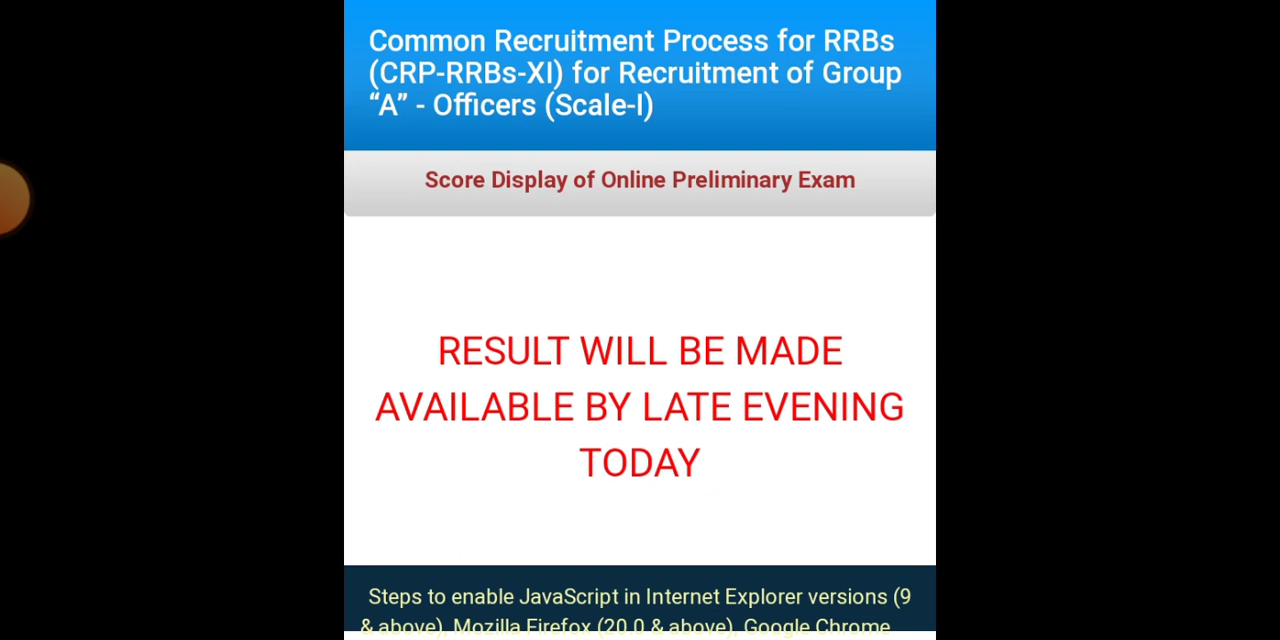 Common Recruitment Process for RRBs
(CRP-RRBs-XI) for Recruitment of Group
“A” - Officers (Scale-I)
Score Display of Online Preliminary Exam
RESULT WILL BE MADE
AVAILABLE BY LATE EVENING
TODAY
Steps to enable JavaScript in Internet Explorer versions (9
& above), Mozilla Firefox (20.0 & above), Google Chrome